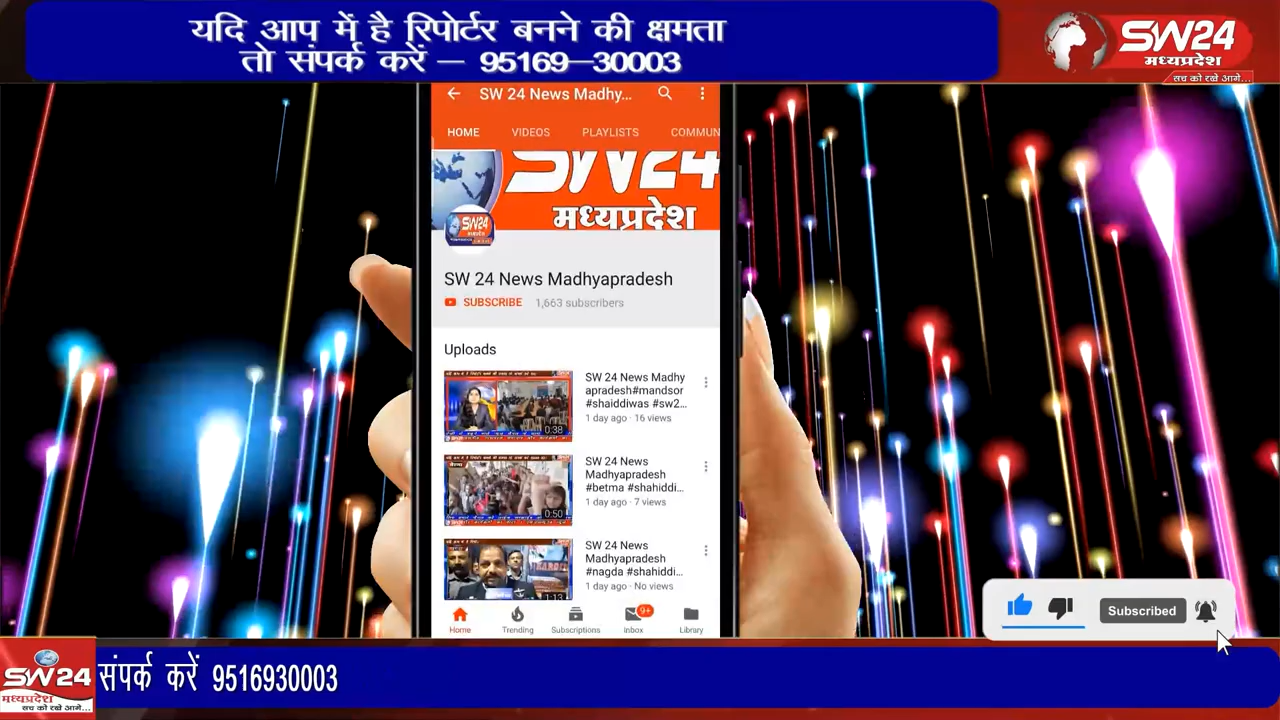 यदि आप में है रिपोर्टर बनने की क्षमता
तो संपर्क करें – 95169–30003
SW24
मध्यप्रदेश
सच को रखे आगे...
SW 24 News Madhy...
HOME VIDEOS PLAYLISTS COMMUN
SW24
मध्यप्रदेश
SW24
SW 24 News Madhyapradesh
SUBSCRIBE 1,663 subscribers
Uploads
SW 24 News Madhy
apradesh#mandsor
#shaiddiwas #sw2...
1 day ago · 16 views
0:38
SW 24 News
Madhyapradesh
#betma #shahiddi...
1 day ago · 7 views
0:50
SW 24 News
Madhyapradesh
#nagda #shahiddi...
1 day ago · No views
1:13
9+
Home Trending Subscriptions Inbox Library
Subscribed
SW24
मध्यप्रदेश
सच को रखे आगे...
संपर्क करें 9516930003